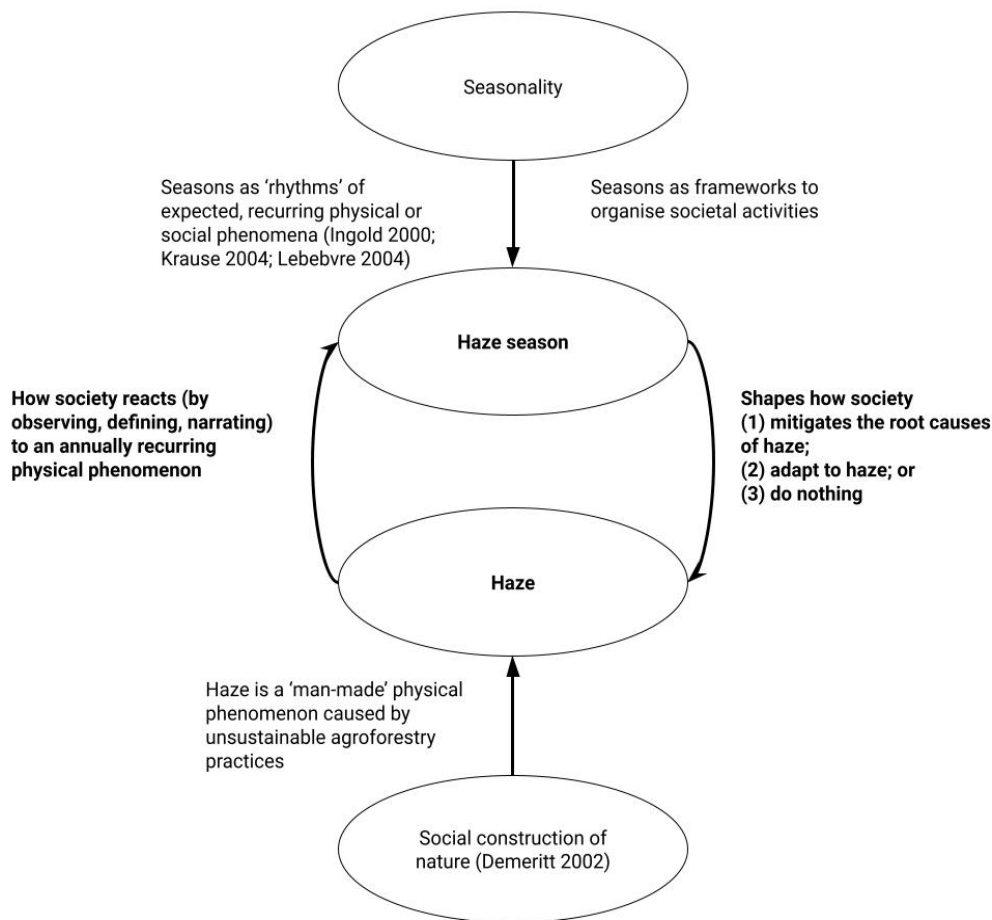 Seasonality
Seasons as ‘rhythms’ of
expected, recurring physical or
social phenomena (Ingold 2000;
Krause 2004; Lebebvre 2004)
Seasons as frameworks to
organise societal activities
Haze season
How society reacts (by
observing, defining, narrating)
to an annually recurring
physical phenomenon
Shapes how society
(1) mitigates the root causes
of haze;
(2) adapt to haze; or
(3) do nothing
Haze
Haze is a ‘man-made’ physical
phenomenon caused by
unsustainable agroforestry
practices
Social construction of
nature (Demeritt 2002)